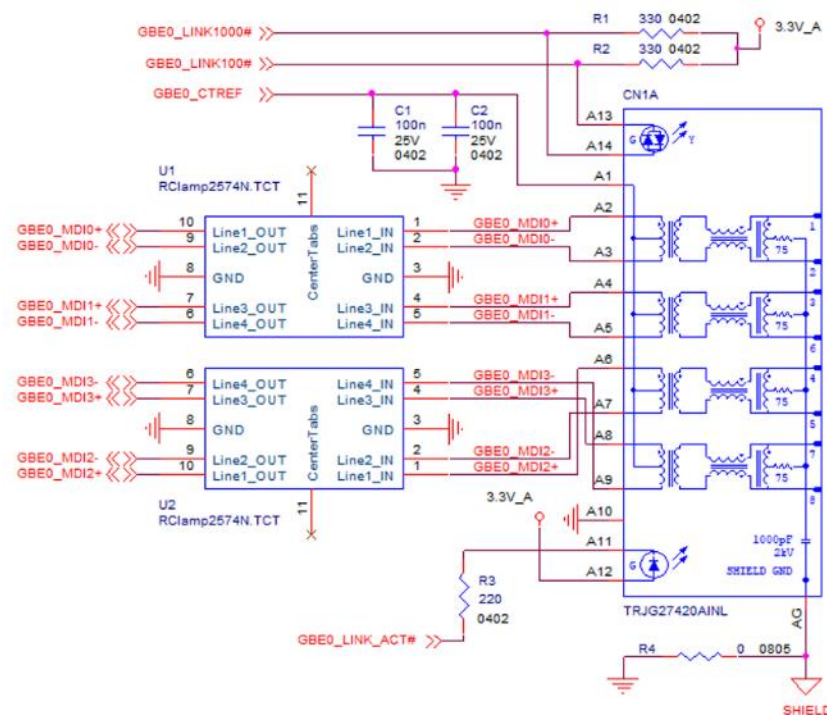 R1 330 0402
3.3V_A
GBE0_LINK1000#
R2 330 0402
GBE0_LINK100#
GBE0_CTREF
CN1A
C1 C2
100n 100n
25V 25V
0402 0402
A13
G Y
A14
A1
U1
RClamp2574N.TCT
11
GBE0_MDI0+ 10 Line1_OUT Line1_IN 1 GBE0_MDI0+ A2 1
GBE0_MDI0- 9 Line2_OUT Line2_IN 2 GBE0_MDI0- A3 75 2
8 GND CenterTabs GND 3
GBE0_MDI1+ 7 Line3_OUT Line3_IN 4 GBE0_MDI1+ A4 3
GBE0_MDI1- 6 Line4_OUT Line4_IN 5 GBE0_MDI1- A5 75 6
GBE0_MDI3- 6 Line4_OUT Line4_IN 5 GBE0_MDI3- A6 4
GBE0_MDI3+ 7 Line3_OUT Line3_IN 4 GBE0_MDI3+ A7 75 5
8 GND CenterTabs GND 3
GBE0_MDI2- 9 Line2_OUT Line2_IN 2 GBE0_MDI2- A8 7
GBE0_MDI2+ 10 Line1_OUT Line1_IN 1 GBE0_MDI2+ A9 75 8
11
U2
RClamp2574N.TCT
3.3V_A
A10
A11
G
A12
1000pF
2kV
SHIELD GND
R3
220
0402
TRJG27420AINL
AG
GBE0_LINK_ACT#
R4 0 0805
SHIELD